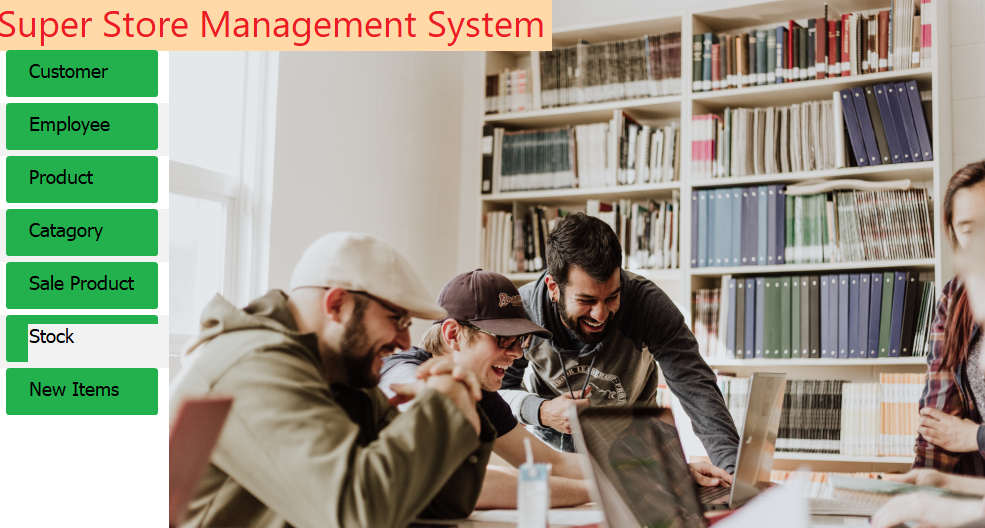 Super Store Management System
Customer
Employee
Product
Catagory
Sale Product
Stock
New Items